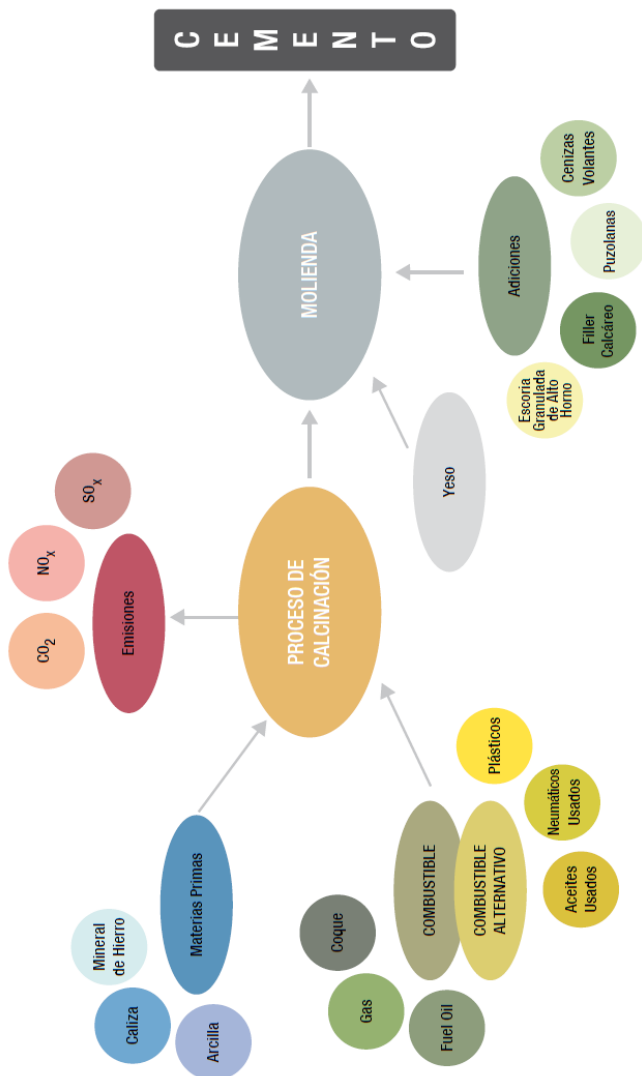 Mineral
de Hierro
Caliza
Arcilla
Materias Primas
Coque
Gas
Fuel Oil
COMBUSTIBLE
COMBUSTIBLE
ALTERNATIVO
Plásticos
Neumáticos
Usados
Aceites
Usados
CO2
NOX
SOX
Emisiones
PROCESO DE
CALCINACIÓN
Yeso
MOLIENDA
Escoria
Granulada
de Alto
Horno
Filler
Calcáreo
Puzolanas
Cenizas
Volantes
Adiciones
CEMENTO